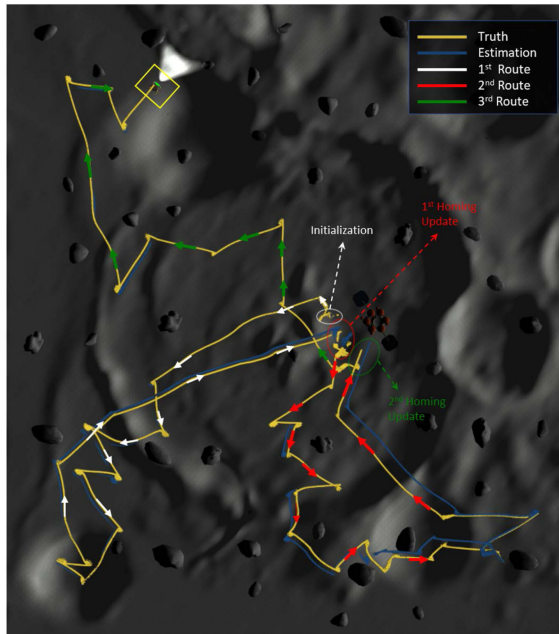 Truth
Estimation
1st Route
2nd Route
3rd Route
1st Homing
Update
Initialization
2nd Homing
Update